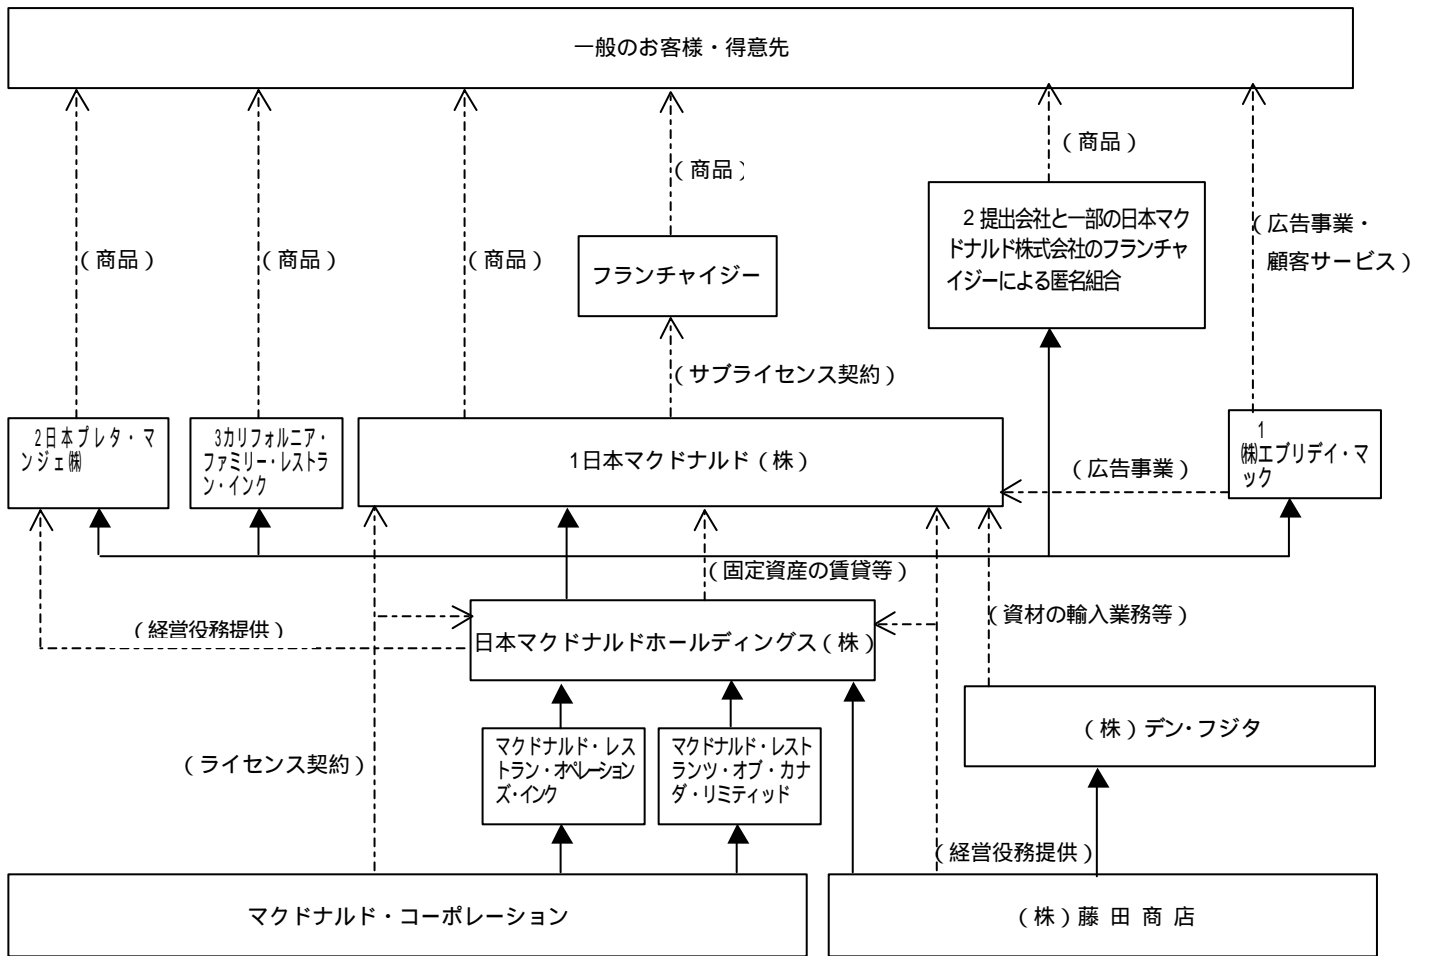 一般のお客様・得意先
(商品)
(商品)
2 提出会社と一部の日本マク
ドナルド株式会社のフランチャ
イジーによる匿名組合
(広告事業・
顧客サービス)
(商品)
(商品)
(商品)
フランチャイジー
(サブライセンス契約)
2日本プレタ・マ
ンジェ㈱
3カリフォルニア・
ファミリー・レストラ
ン・インク
1日本マクドナルド(株)
(広告事業)
1
㈱エブリデイ・マ
ック
(固定資産の賃貸等)
(経営役務提供)
日本マクドナルドホールディングス(株)
(資材の輸入業務等)
(ライセンス契約)
マクドナルド・レス
トラン・オペレーション
ズ・インク
マクドナルド・レスト
ランツ・オブ・カナ
ダ・リミティッド
(株)デン・フジタ
(経営役務提供)
マクドナルド・コーポレーション
(株)藤 田 商 店